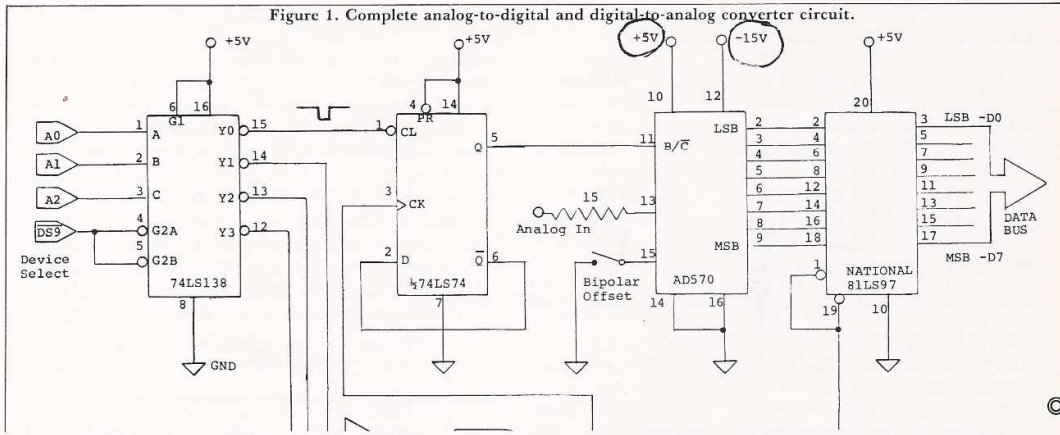 Figure 1. Complete analog-to-digital and digital-to-analog converter circuit.
+5V
+5V
+5V
-15V
+5V
6
16
G1
4
PR
14
10
12
20
A0
1
A
Y0
15
1
CL
Q
5
11
B/C̅
LSB
2
2
3
LSB -D0
A1
2
B
Y1
14
3
4
5
4
6
7
A2
3
C
Y2
13
3
CK
5
8
9
6
12
11
15
13
7
14
13
Analog In
8
16
15
DATA
BUS
DS9
4
G2A
Y3
12
MSB
9
18
17
MSB -D7
5
G2B
2
D
Q̅
6
15
1
Device
Select
74LS138
½74LS74
Bipolar
Offset
AD570
NATIONAL
81LS97
8
7
14
16
19
10
GND
©